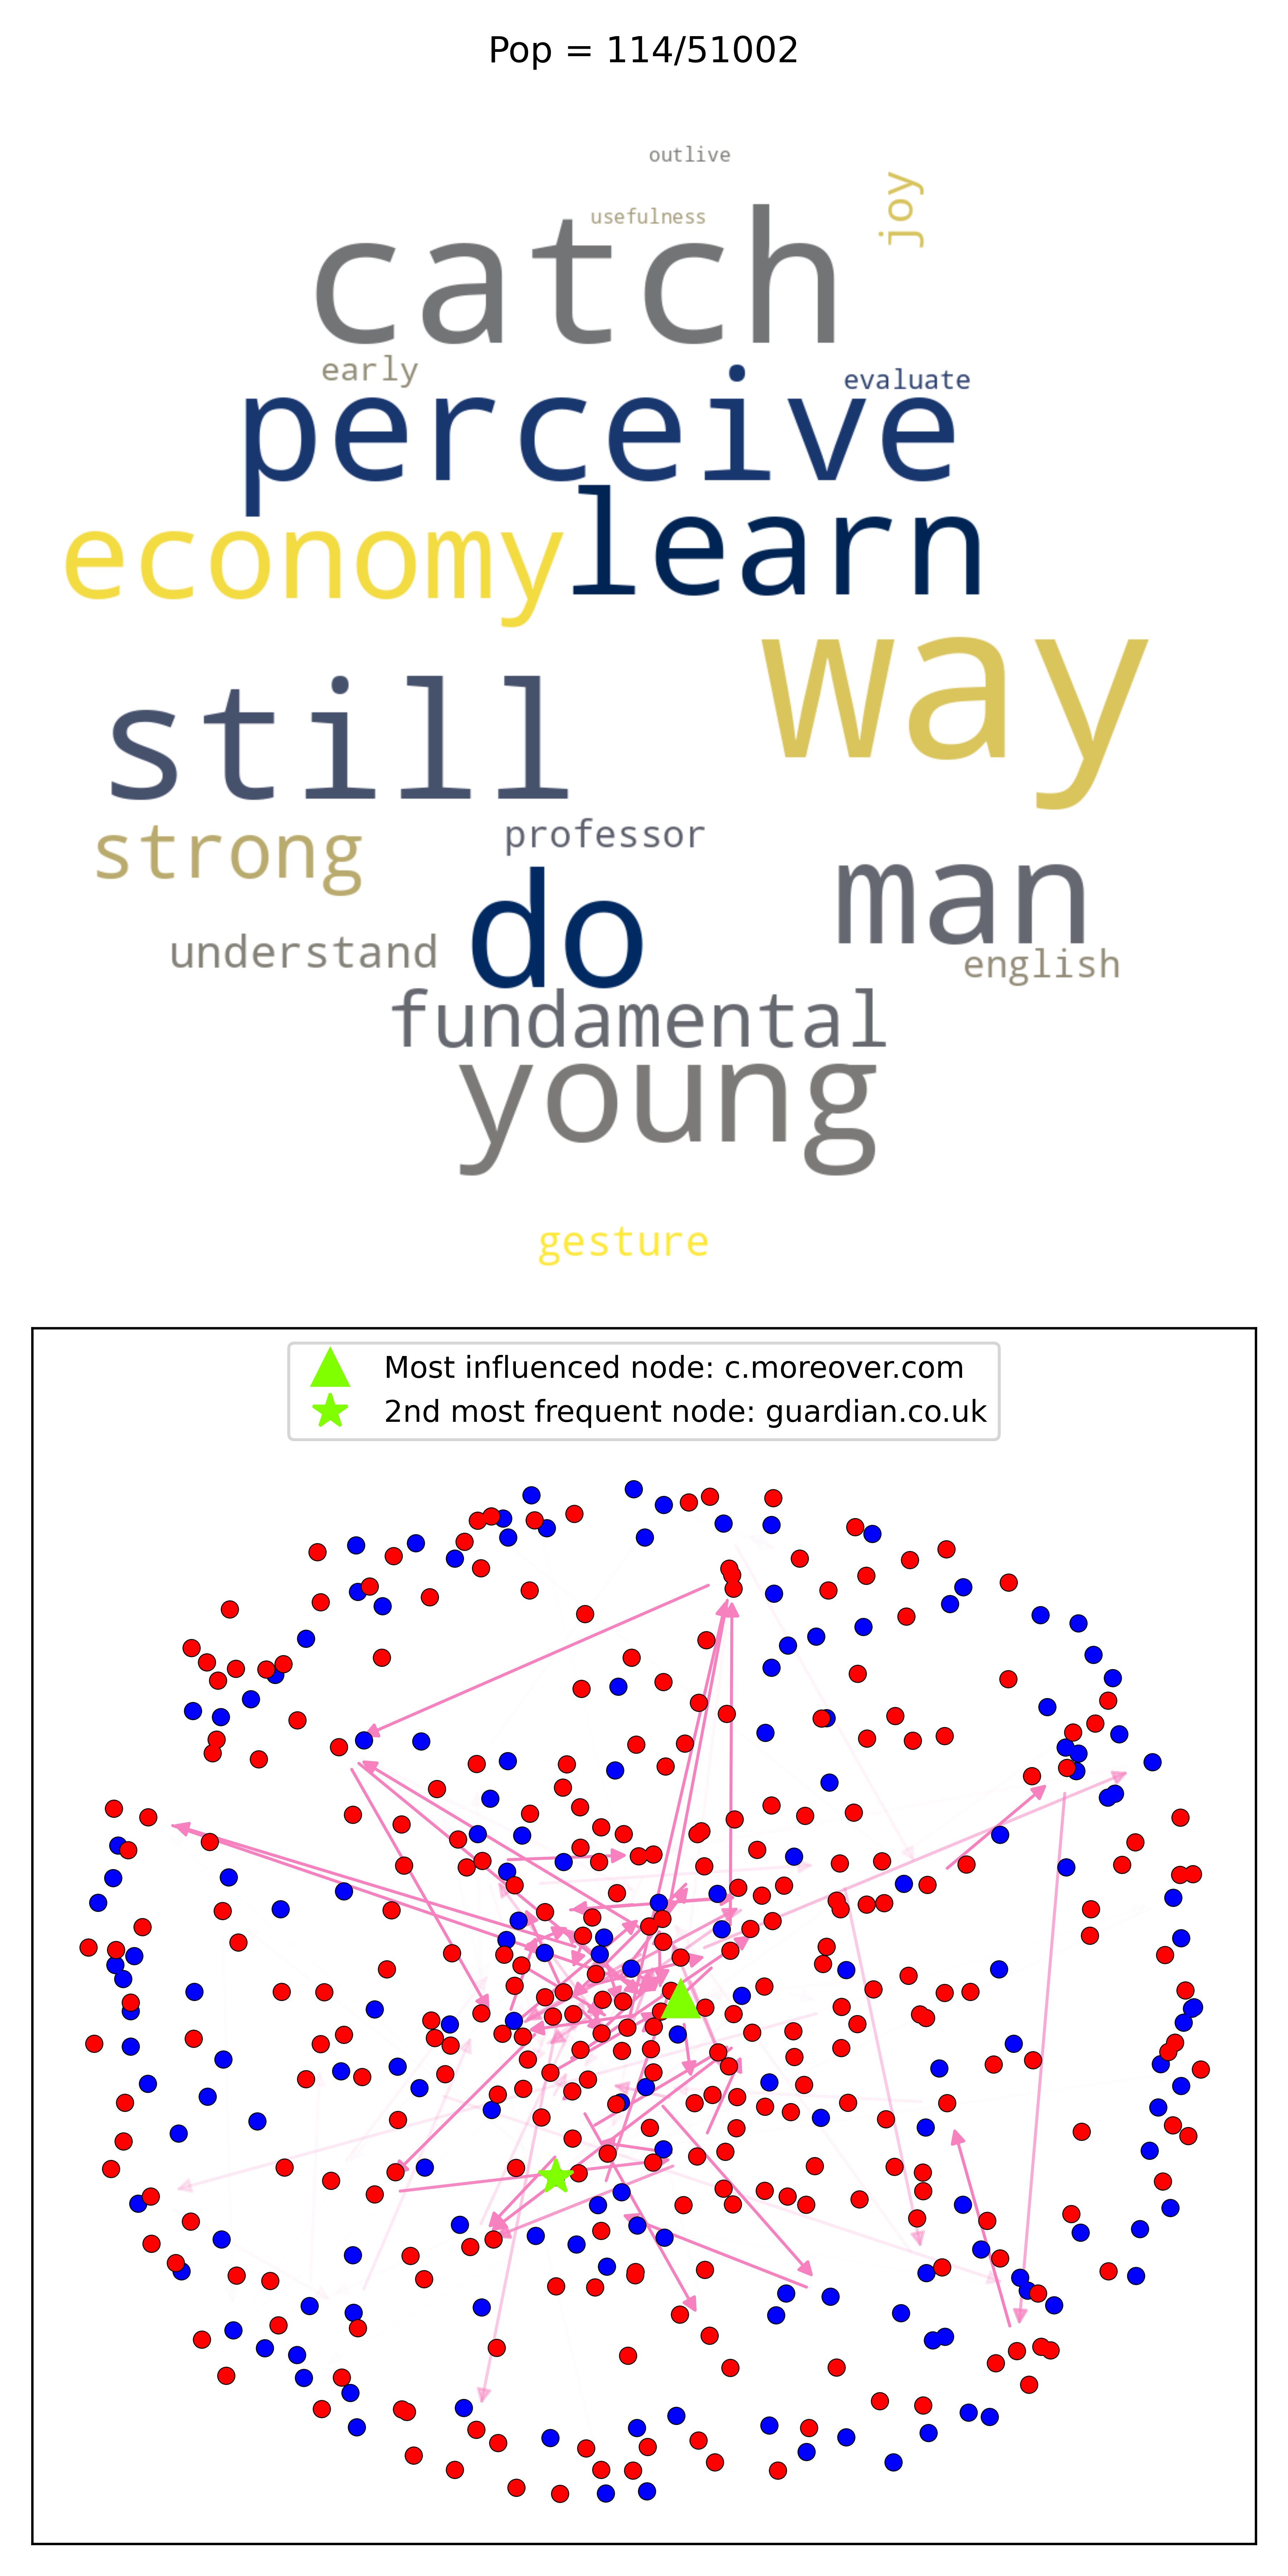 Pop = 114/51002
outlive
joy
usefulness
catch
early
evaluate
perceive
economy
learn
way
still
strong
professor
man
do
understand
english
fundamental
young
gesture
Most influenced node: c.moreover.com
2nd most frequent node: guardian.co.uk